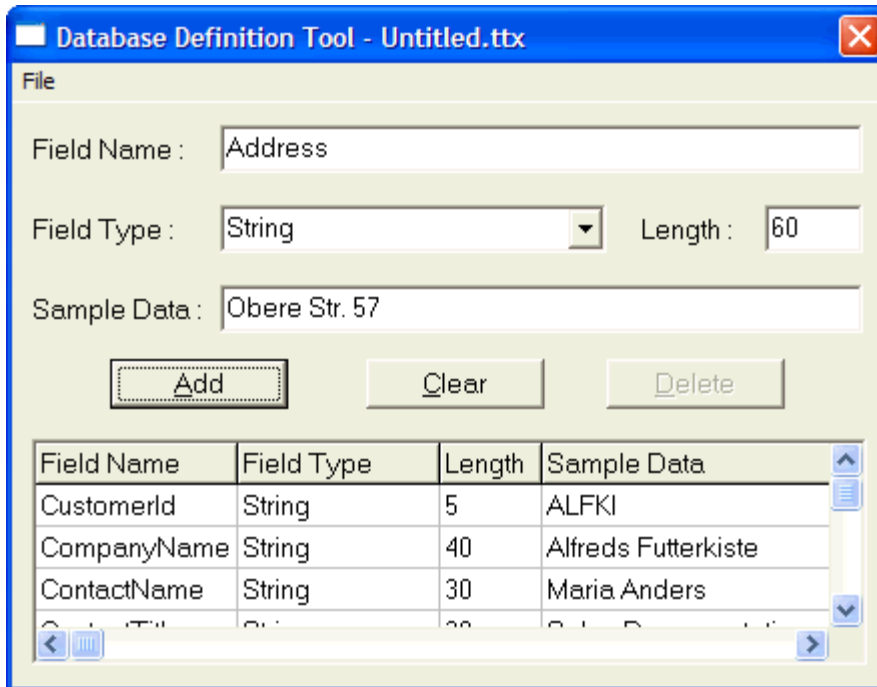 Database Definition Tool - Untitled.ttx
File
Field Name : Address
Field Type : String Length : 60
Sample Data : Obere Str. 57
Add Clear Delete
Field Name Field Type Length Sample Data
CustomerId String 5 ALFKI
CompanyName String 40 Alfreds Futterkiste
ContactName String 30 Maria Anders